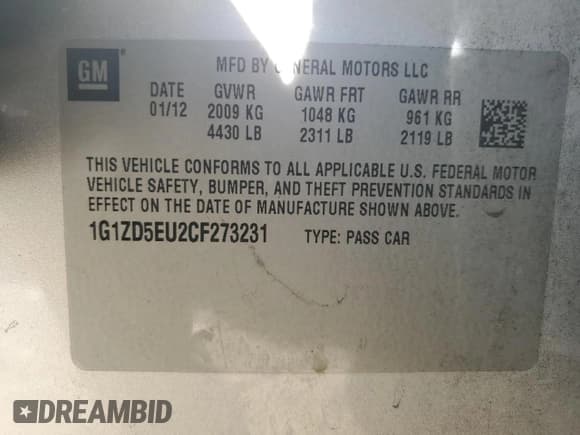 GM
MFD BY GENERAL MOTORS LLC
DATE GVWR GAWR FRT GAWR RR
01/12 2009 KG 1048 KG 961 KG
4430 LB 2311 LB 2119 LB
THIS VEHICLE CONFORMS TO ALL APPLICABLE U.S. FEDERAL MOTOR
VEHICLE SAFETY, BUMPER, AND THEFT PREVENTION STANDARDS IN
EFFECT ON THE DATE OF MANUFACTURE SHOWN ABOVE.
1G1ZD5EU2CF273231 TYPE: PASS CAR
DREAMBID